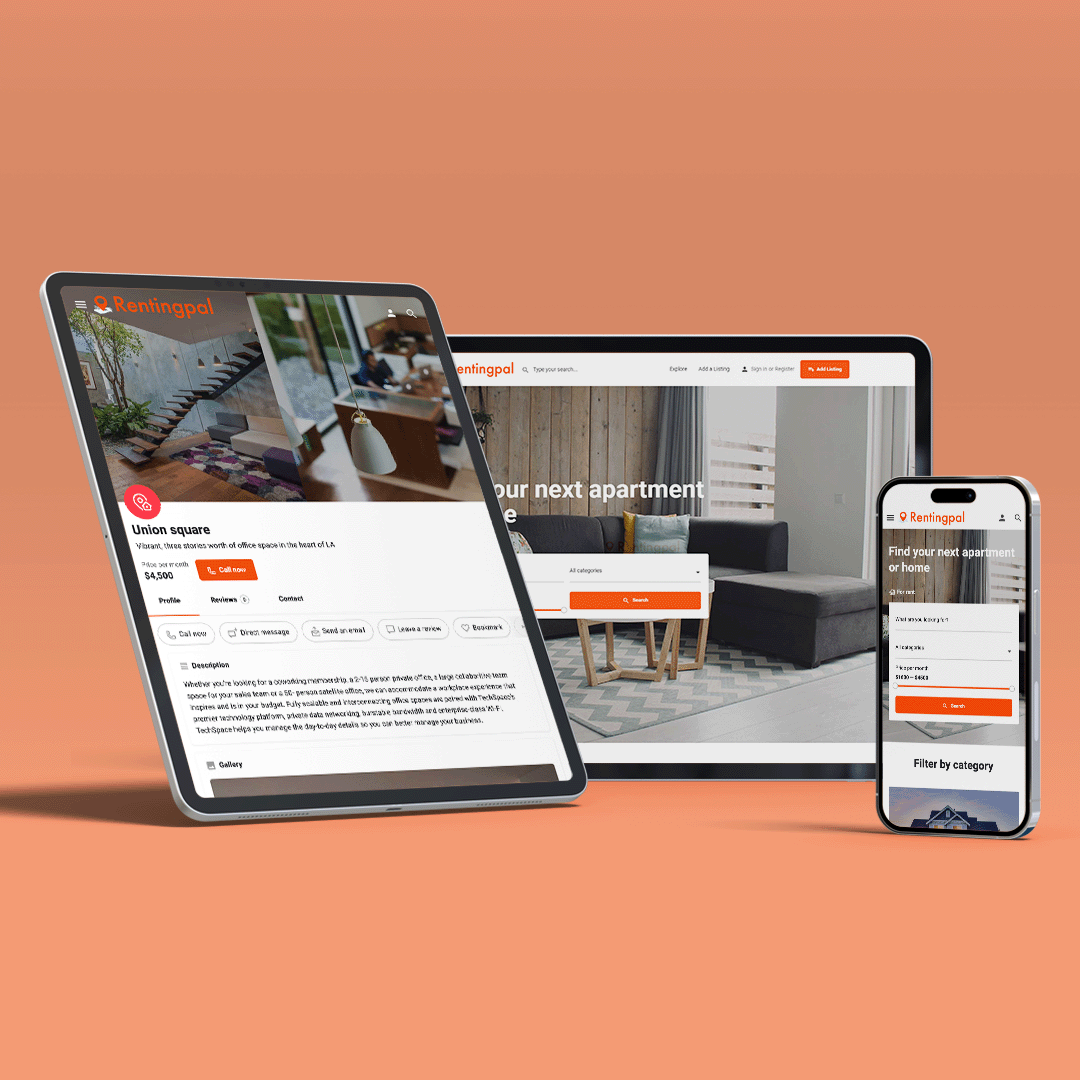 Rentingpal
Union square
Vibrant, three stories worth of office space in the heart of LA
Price per month
$4,500
Call now
Profile
Reviews 0
Contact
Call now
Direct message
Send an email
Leave a review
Bookmark
Description
Whether you're looking for a coworking membership, a 2-15 person private office, a large collaborative team
space for your sales team or a 50- person satellite office, we can accommodate a workplace experience that
inspires and is in your budget. Fully scalable and interconnecting office spaces are paired with TechSpace's
premier technology platform, private data networking, burstable bandwidth and enterprise-class Wi-Fi.
TechSpace helps you manage the day-to-day details so you can better manage your business.
Gallery
entingpal
Type your search...
Explore
Add a Listing
Sign in or Register
Add Listing
our next apartment
e
All categories
Search
Rentingpal
Find your next apartment
or home
For rent
What are you looking for?
All categories
Price per month
$1000 — $4500
Search
Filter by category